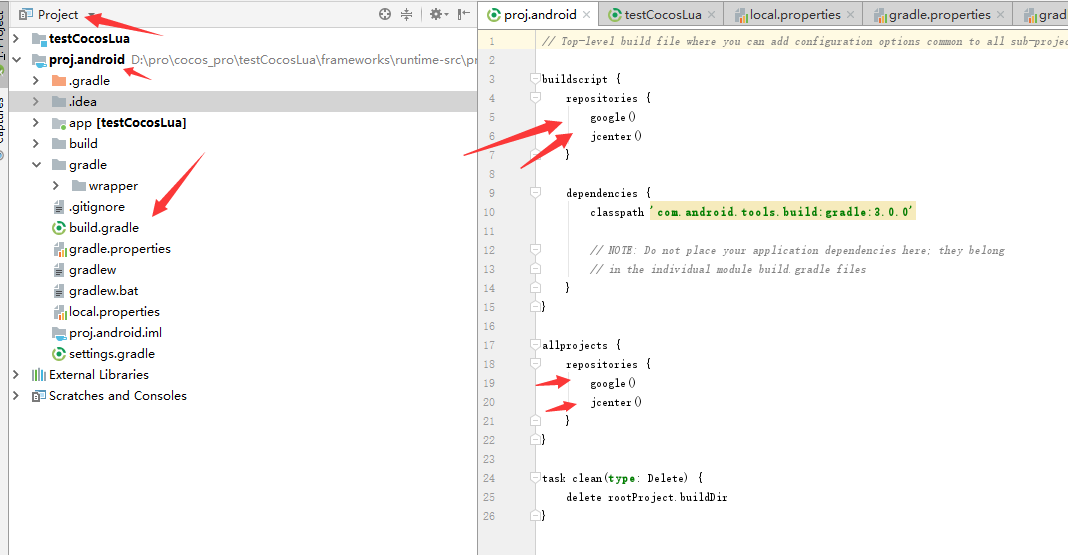 Project
testCocosLua
proj.android D:\pro\cocos_pro\testCocosLua\frameworks\runtime-src\pr
.gradle
.idea
app [testCocosLua]
build
gradle
wrapper
.gitignore
build.gradle
gradle.properties
gradlew
gradlew.bat
local.properties
proj.android.iml
settings.gradle
External Libraries
Scratches and Consoles
proj.android testCocosLua local.properties gradle.properties grad
1 // Top-level build file where you can add configuration options common to all sub-projec
2
3 buildscript {
4 repositories {
5 google()
6 jcenter()
7 }
8
9 dependencies {
10 classpath 'com.android.tools.build:gradle:3.0.0'
11
12 // NOTE: Do not place your application dependencies here; they belong
13 // in the individual module build.gradle files
14 }
15 }
16
17 allprojects {
18 repositories {
19 google()
20 jcenter()
21 }
22 }
23
24 task clean(type: Delete) {
25 delete rootProject.buildDir
26 }